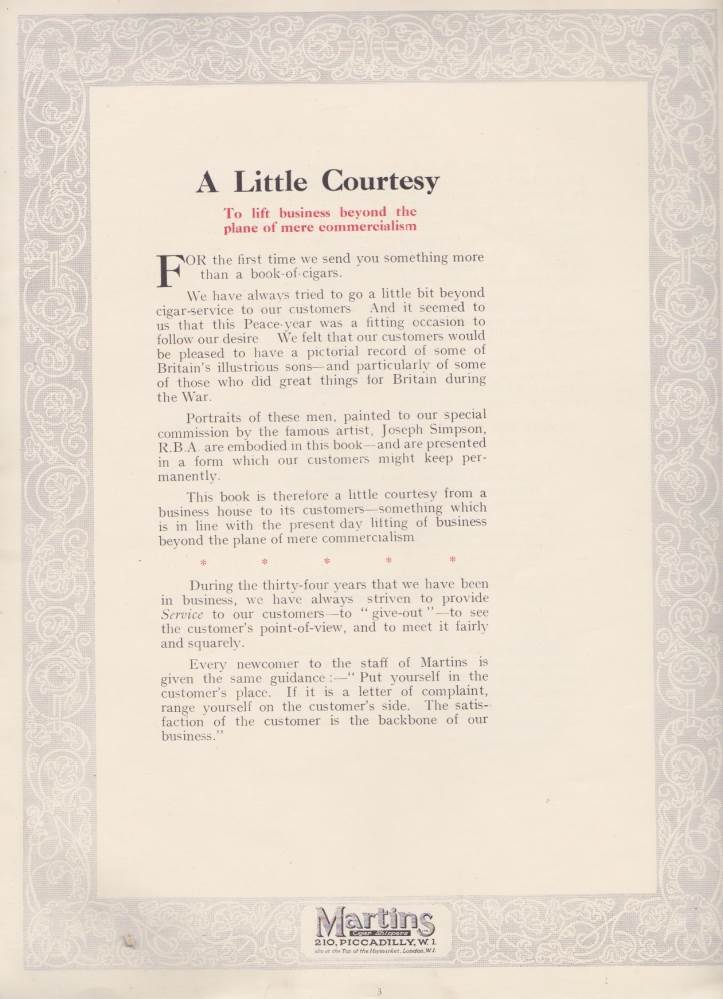 A Little Courtesy
To lift business beyond the
plane of mere commercialism
FOR the first time we send you something more
than a book-of-cigars.
We have always tried to go a little bit beyond
cigar-service to our customers And it seemed to
us that this Peace-year was a fitting occasion to
follow our desire We felt that our customers would
be pleased to have a pictorial record of some of
Britain's illustrious sons—and particularly of some
of those who did great things for Britain during
the War.
Portraits of these men, painted to our special
commission by the famous artist, Joseph Simpson,
R.B.A. are embodied in this book—and are presented
in a form which our customers might keep per-
manently.
This book is therefore a little courtesy from a
business house to its customers—something which
is in line with the present day lifting of business
beyond the plane of mere commercialism
* * * * *
During the thirty-four years that we have been
in business, we have always striven to provide
Service to our customers—to "give-out"—to see
the customer's point-of-view, and to meet it fairly
and squarely.
Every newcomer to the staff of Martins is
given the same guidance:—"Put yourself in the
customer's place. If it is a letter of complaint,
range yourself on the customer's side. The satis-
faction of the customer is the backbone of our
business."
Martins
Cigar Shippers
210, PICCADILLY, W.1
also at the Top of the Haymarket, London, W.1.
3